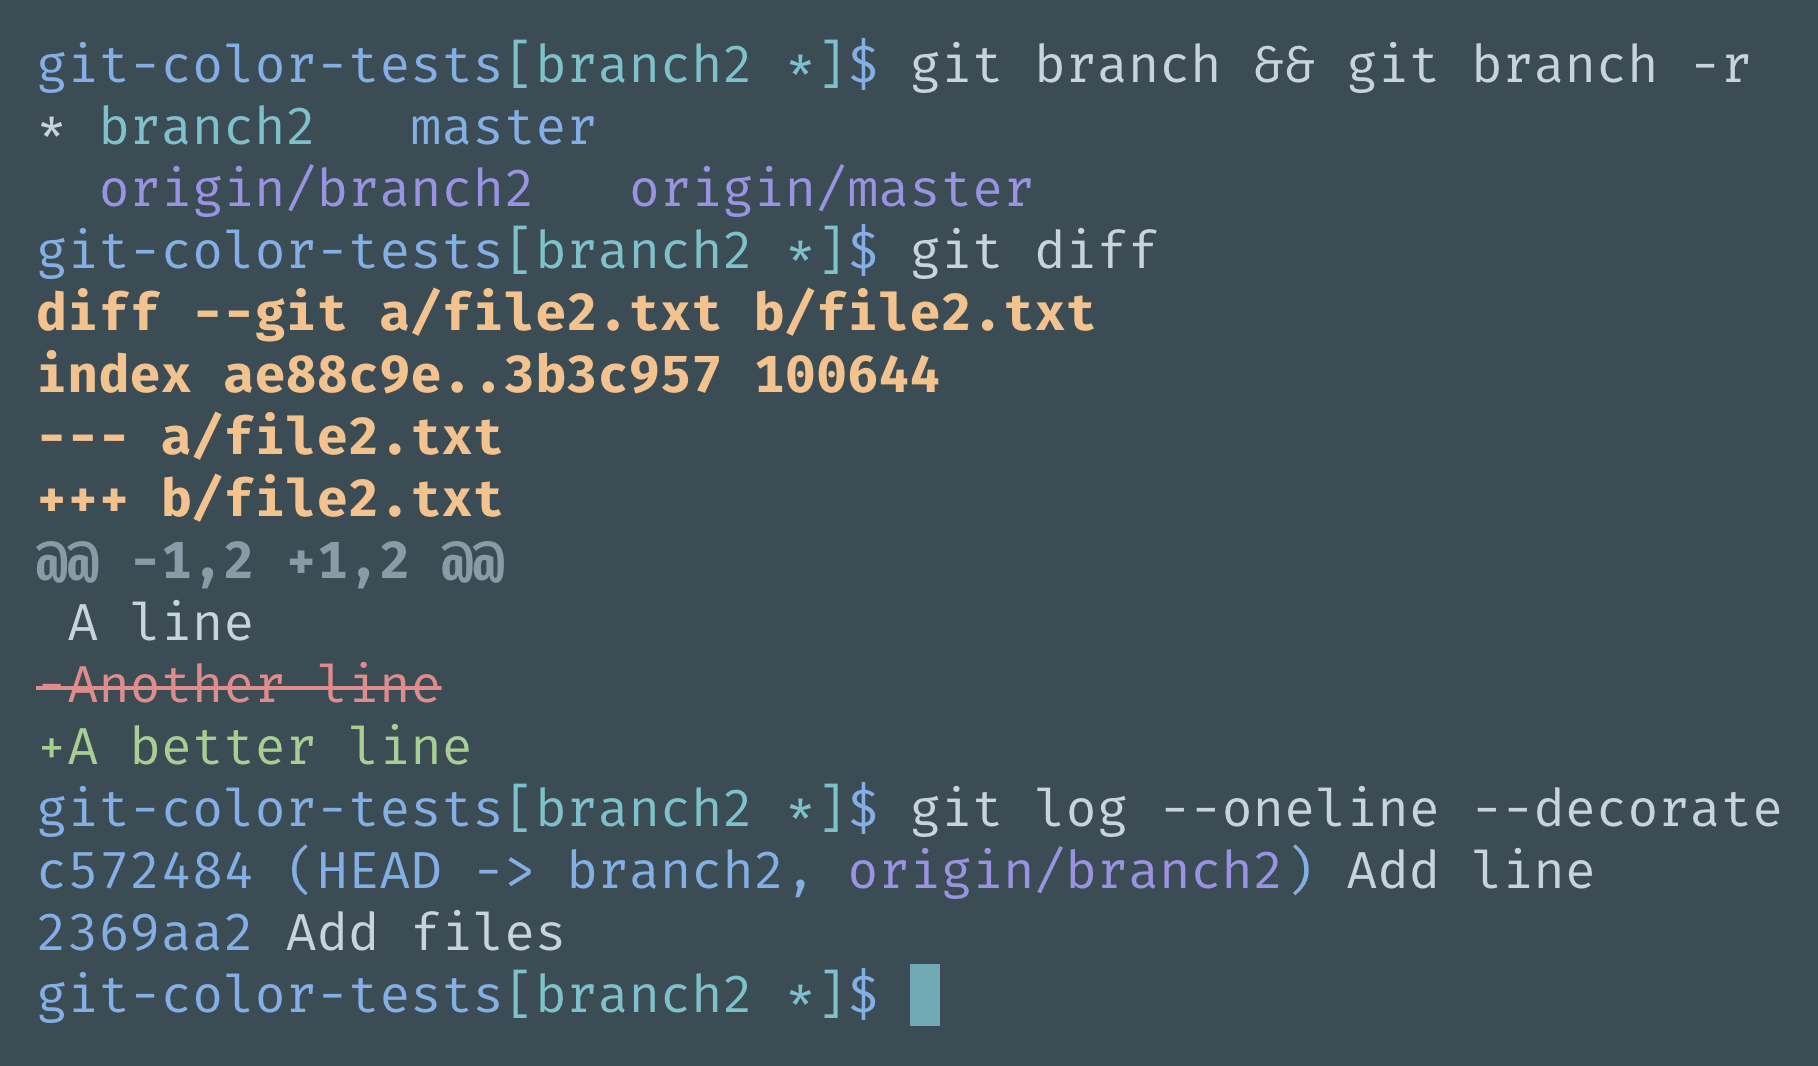 git-color-tests[branch2 *]$ git branch && git branch -r
* branch2   master
  origin/branch2   origin/master
git-color-tests[branch2 *]$ git diff
diff --git a/file2.txt b/file2.txt
index ae88c9e..3b3c957 100644
--- a/file2.txt
+++ b/file2.txt
@@ -1,2 +1,2 @@
 A line
-Another line
+A better line
git-color-tests[branch2 *]$ git log --oneline --decorate
c572484 (HEAD -> branch2, origin/branch2) Add line
2369aa2 Add files
git-color-tests[branch2 *]$